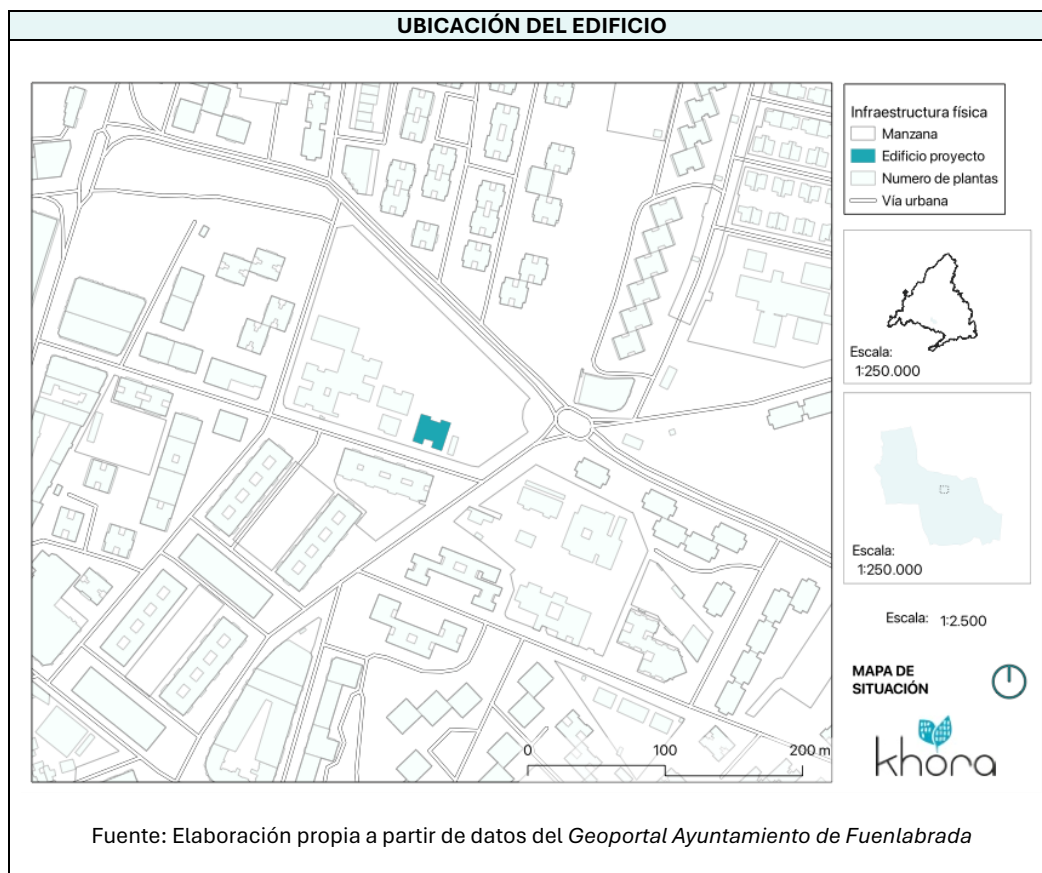 UBICACIÓN DEL EDIFICIO
Infraestructura física
Manzana
Edificio proyecto
Numero de plantas
Vía urbana
Escala:
1:250.000
Escala:
1:250.000
Escala: 1:2.500
MAPA DE
SITUACIÓN
khora
0 100 200 m
Fuente: Elaboración propia a partir de datos del Geoportal Ayuntamiento de Fuenlabrada